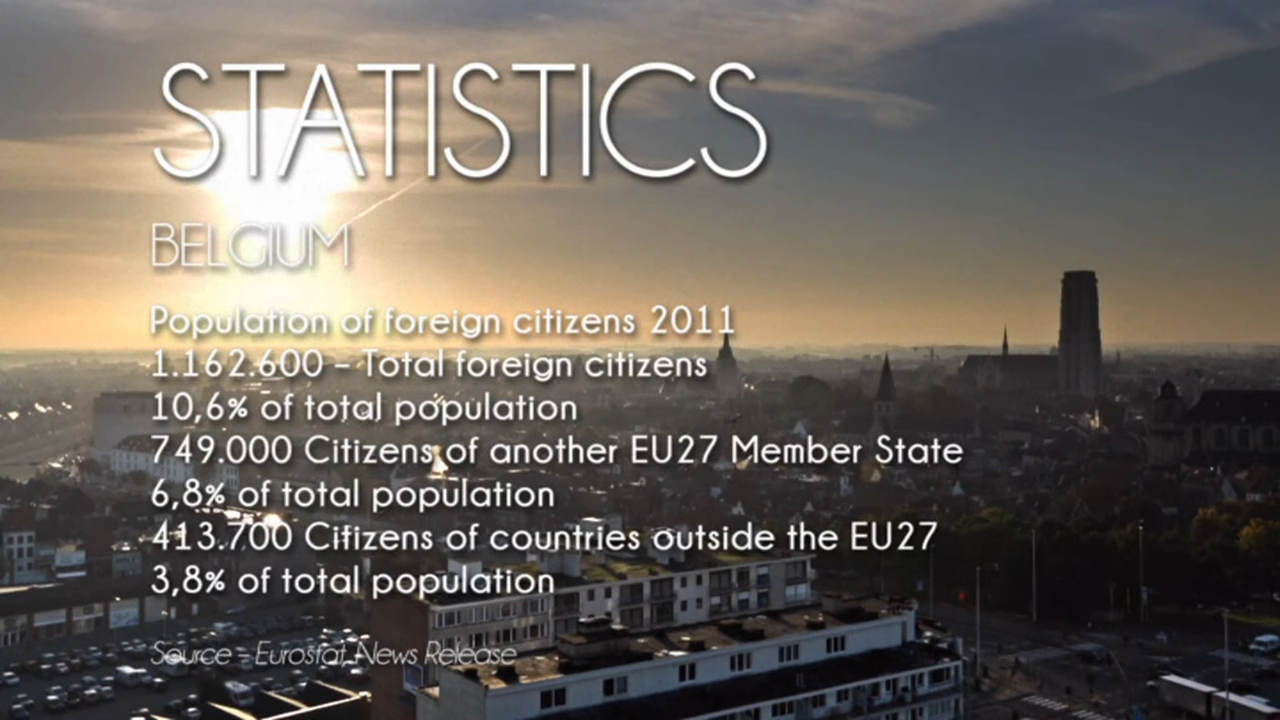 STATISTICS
BELGIUM
Population of foreign citizens 2011
1.162.600 - Total foreign citizens
10,6% of total population
749.000 Citizens of another EU27 Member State
6,8% of total population
413.700 Citizens of countries outside the EU27
3,8% of total population
Source - Eurostat News Release